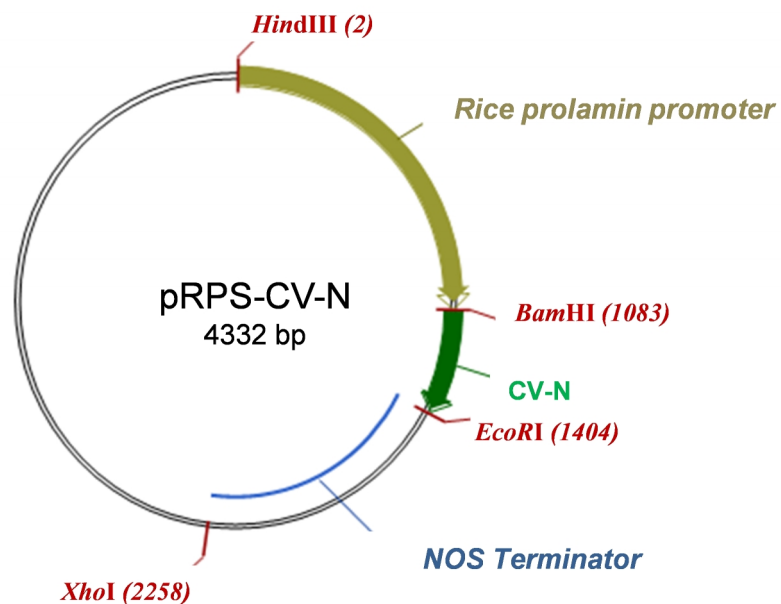 HindIII (2)
Rice prolamin promoter
pRPS-CV-N
4332 bp
BamHI (1083)
CV-N
EcoRI (1404)
NOS Terminator
XhoI (2258)